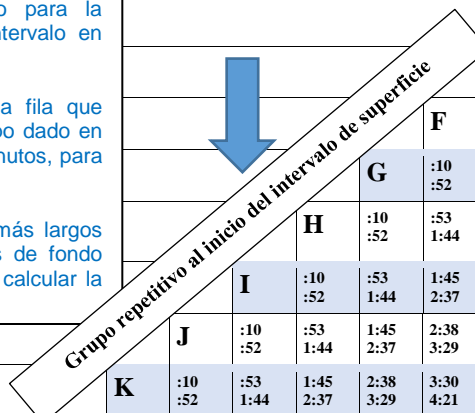 para la
tervalo en
a fila que
o dado en
nutos, para
más largos
de fondo
calcular la
Grupo repetitivo al inicio del intervalo de superficie
F
G :10
:52
H :10 :53
:52 1:44
I :10 :53 1:45
:52 1:44 2:37
J :10 :53 1:45 2:38
:52 1:44 2:37 3:29
K :10 :53 1:45 2:38 3:30
:52 1:44 2:37 3:29 4:21